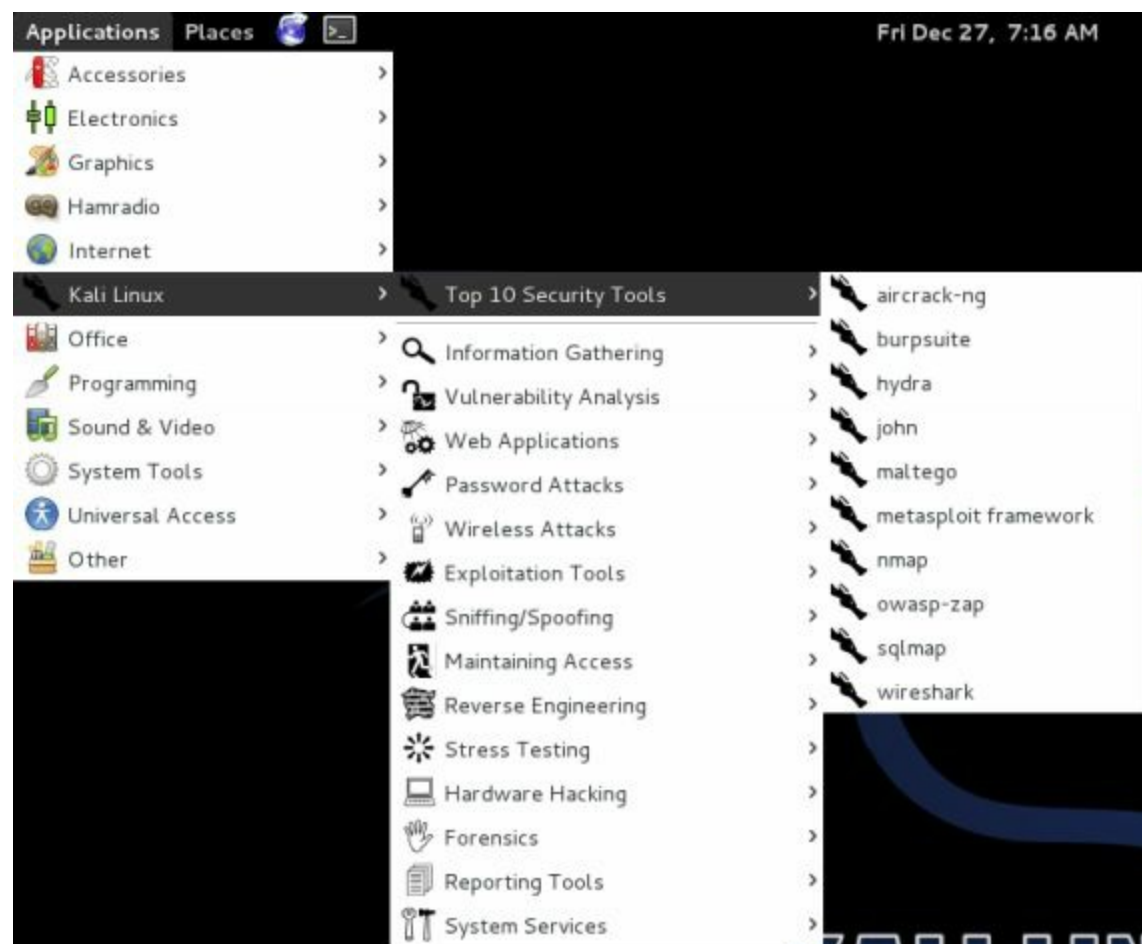 Applications Places Fri Dec 27, 7:16 AM
Accessories
Electronics
Graphics
Hamradio
Internet
Kali Linux
Office
Programming
Sound & Video
System Tools
Universal Access
Other
Top 10 Security Tools
Information Gathering
Vulnerability Analysis
Web Applications
Password Attacks
Wireless Attacks
Exploitation Tools
Sniffing/Spoofing
Maintaining Access
Reverse Engineering
Stress Testing
Hardware Hacking
Forensics
Reporting Tools
System Services
aircrack-ng
burpsuite
hydra
john
maltego
metasploit framework
nmap
owasp-zap
sqlmap
wireshark